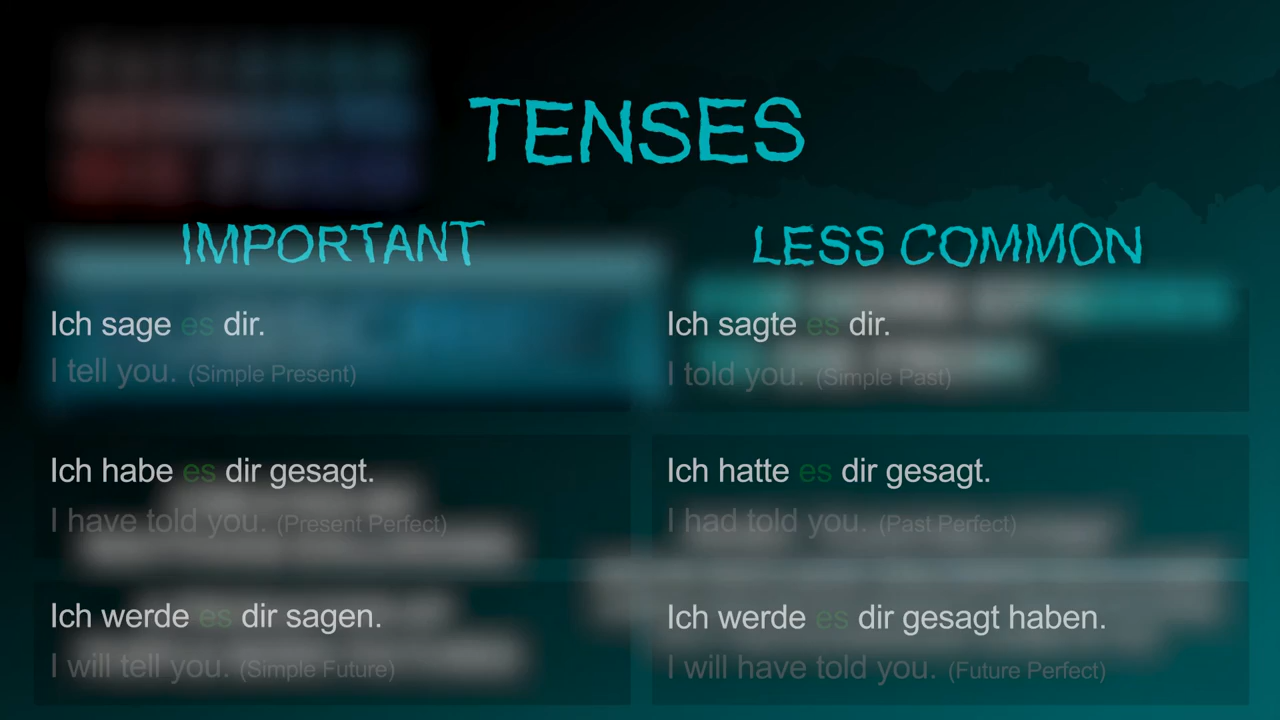 TENSES
IMPORTANT
LESS COMMON
Ich sage es dir.
I tell you. (Simple Present)
Ich sagte es dir.
I told you. (Simple Past)
Ich habe es dir gesagt.
I have told you. (Present Perfect)
Ich hatte es dir gesagt.
I had told you. (Past Perfect)
Ich werde es dir sagen.
I will tell you. (Simple Future)
Ich werde es dir gesagt haben.
I will have told you. (Future Perfect)